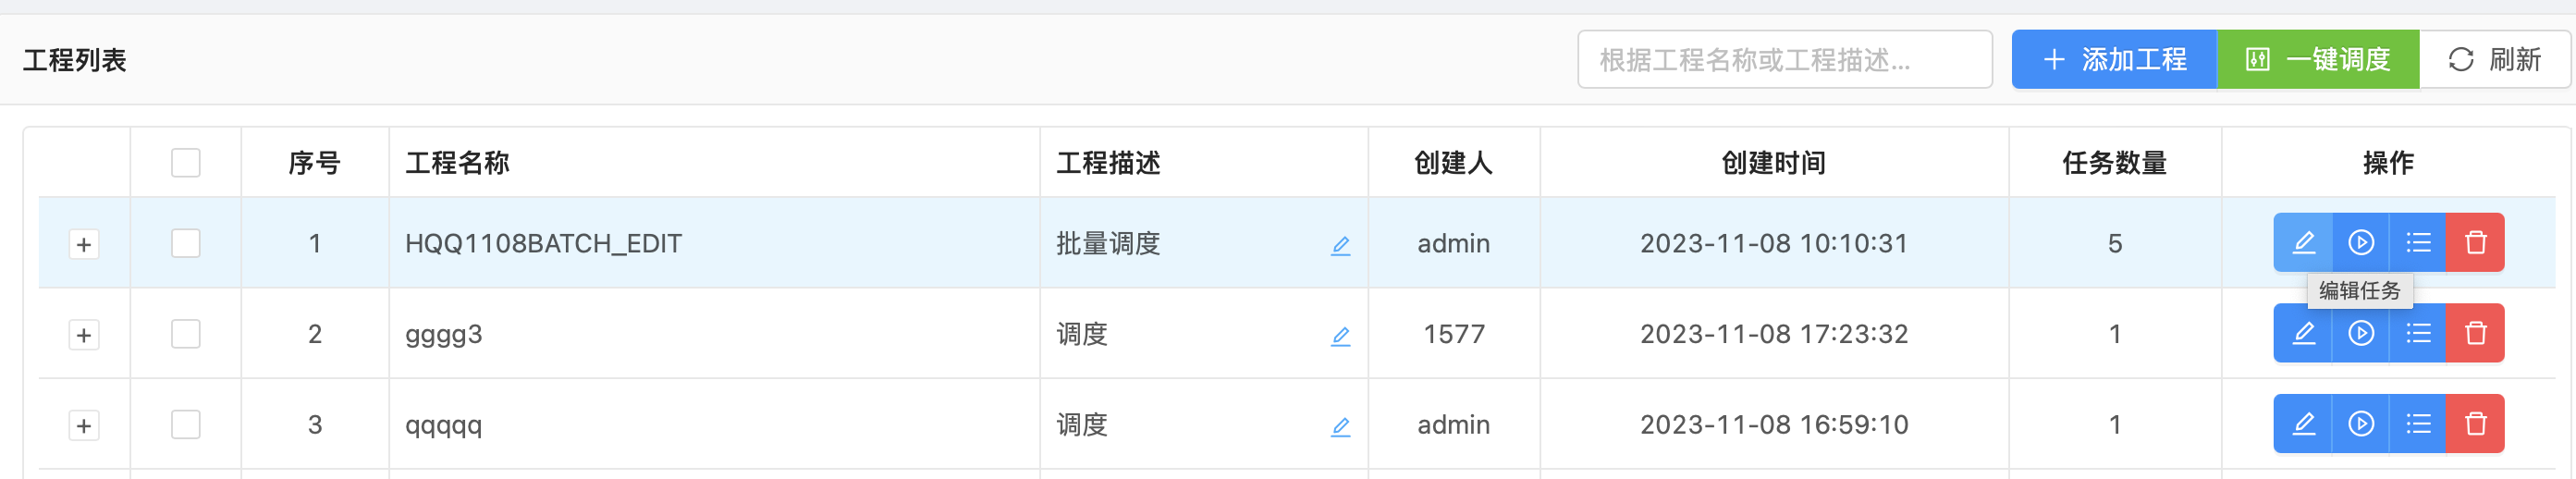 工程列表 根据工程名称或工程描述... 添加工程 一键调度 刷新
序号 工程名称 工程描述 创建人 创建时间 任务数量 操作
1 HQQ1108BATCH_EDIT 批量调度 admin 2023-11-08 10:10:31 5
编辑任务
2 gggg3 调度 1577 2023-11-08 17:23:32 1
3 qqqqq 调度 admin 2023-11-08 16:59:10 1